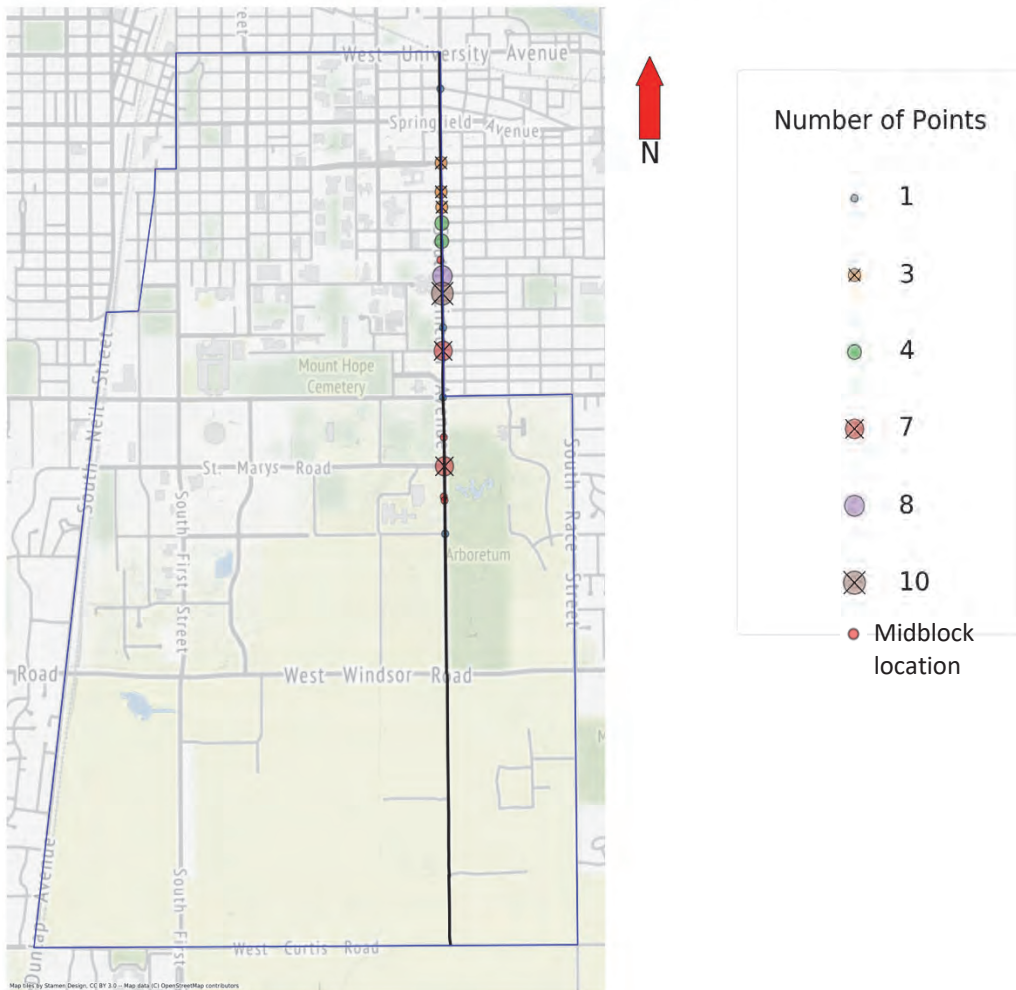 reet
West University Avenue
Springfield Avenue
Mount Hope
Cemetery
South Neil Street
St. Marys Road
South First Street
South Race Street
Arboretum
Road
West Windsor Road
Dunlap Avenue
South First
West Curtis Road
Map tiles by Stamen Design, CC BY 3.0 -- Map data (C) OpenStreetMap contributors
N
Number of Points
1
3
4
7
8
10
Midblock
location